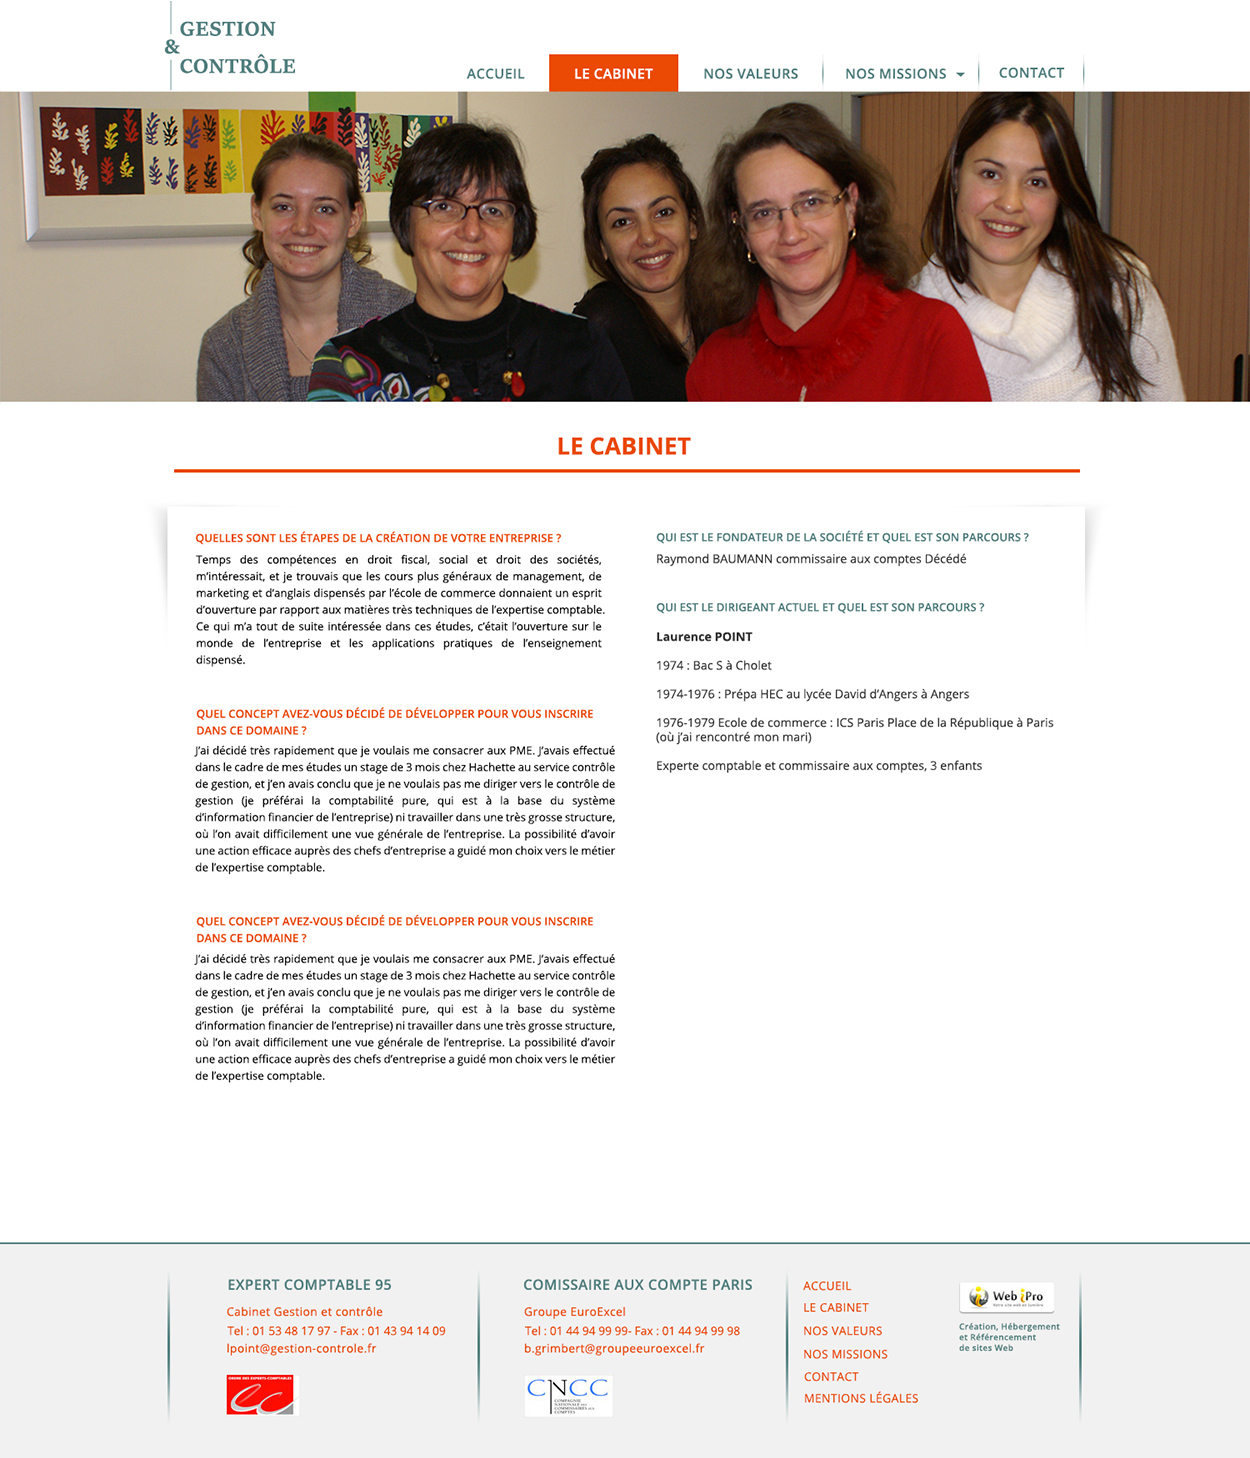 GESTION
&
CONTRÔLE
ACCUEIL
LE CABINET
NOS VALEURS
NOS MISSIONS
CONTACT
LE CABINET
QUELLES SONT LES ÉTAPES DE LA CRÉATION DE VOTRE ENTREPRISE ?
Temps des compétences en droit fiscal, social et droit des sociétés,
m’intéressait, et je trouvais que les cours plus généraux de management, de
marketing et d’anglais dispensés par l’école de commerce donnaient un esprit
d’ouverture par rapport aux matières très techniques de l’expertise comptable.
Ce qui m’a tout de suite intéressée dans ces études, c’était l’ouverture sur le
monde de l’entreprise et les applications pratiques de l’enseignement
dispensé.
QUEL CONCEPT AVEZ-VOUS DÉCIDÉ DE DÉVELOPPER POUR VOUS INSCRIRE
DANS CE DOMAINE ?
J’ai décidé très rapidement que je voulais me consacrer aux PME. J’avais effectué
dans le cadre de mes études un stage de 3 mois chez Hachette au service contrôle
de gestion, et j’en avais conclu que je ne voulais pas me diriger vers le contrôle de
gestion (je préférai la comptabilité pure, qui est à la base du système
d’information financier de l’entreprise) ni travailler dans une très grosse structure,
où l’on avait difficilement une vue générale de l’entreprise. La possibilité d’avoir
une action efficace auprès des chefs d’entreprise a guidé mon choix vers le métier
de l’expertise comptable.
QUEL CONCEPT AVEZ-VOUS DÉCIDÉ DE DÉVELOPPER POUR VOUS INSCRIRE
DANS CE DOMAINE ?
J’ai décidé très rapidement que je voulais me consacrer aux PME. J’avais effectué
dans le cadre de mes études un stage de 3 mois chez Hachette au service contrôle
de gestion, et j’en avais conclu que je ne voulais pas me diriger vers le contrôle de
gestion (je préférai la comptabilité pure, qui est à la base du système
d’information financier de l’entreprise) ni travailler dans une très grosse structure,
où l’on avait difficilement une vue générale de l’entreprise. La possibilité d’avoir
une action efficace auprès des chefs d’entreprise a guidé mon choix vers le métier
de l’expertise comptable.
QUI EST LE FONDATEUR DE LA SOCIÉTÉ ET QUEL EST SON PARCOURS ?
Raymond BAUMANN commissaire aux comptes Décédé
QUI EST LE DIRIGEANT ACTUEL ET QUEL EST SON PARCOURS ?
Laurence POINT
1974 : Bac S à Cholet
1974-1976 : Prépa HEC au lycée David d’Angers à Angers
1976-1979 Ecole de commerce : ICS Paris Place de la République à Paris
(où j’ai rencontré mon mari)
Experte comptable et commissaire aux comptes, 3 enfants
EXPERT COMPTABLE 95
Cabinet Gestion et contrôle
Tel : 01 53 48 17 97 - Fax : 01 43 94 14 09
lpoint@gestion-controle.fr
ORDRE DES EXPERTS-COMPTABLES
COMISSAIRE AUX COMPTE PARIS
Groupe EuroExcel
Tel : 01 44 94 99 99- Fax : 01 44 94 99 98
b.grimbert@groupeeuroexcel.fr
CNCC
COMPAGNIE
NATIONALE DES
COMMISSAIRES AUX
COMPTES
ACCUEIL
LE CABINET
NOS VALEURS
NOS MISSIONS
CONTACT
MENTIONS LÉGALES
Web iPro
Création, Hébergement
et Référencement
de sites Web